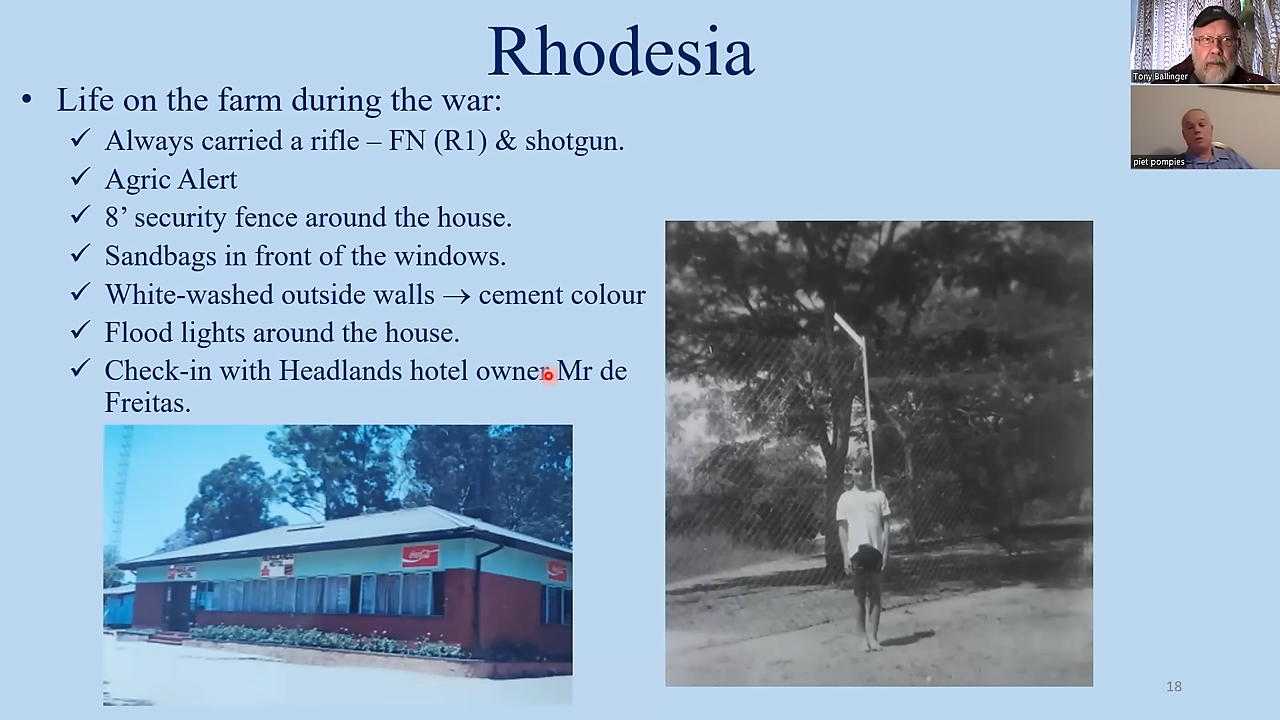 Rhodesia
• Life on the farm during the war:
✓ Always carried a rifle – FN (R1) & shotgun.
✓ Agric Alert
✓ 8’ security fence around the house.
✓ Sandbags in front of the windows.
✓ White-washed outside walls → cement colour
✓ Flood lights around the house.
✓ Check-in with Headlands hotel owner Mr de
Freitas.
Tony Ballinger
piet pompies
Coca-Cola
18